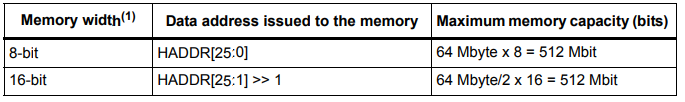 Memory width(1) Data address issued to the memory Maximum memory capacity (bits)
8-bit HADDR[25:0] 64 Mbyte x 8 = 512 Mbit
16-bit HADDR[25:1] >> 1 64 Mbyte/2 x 16 = 512 Mbit